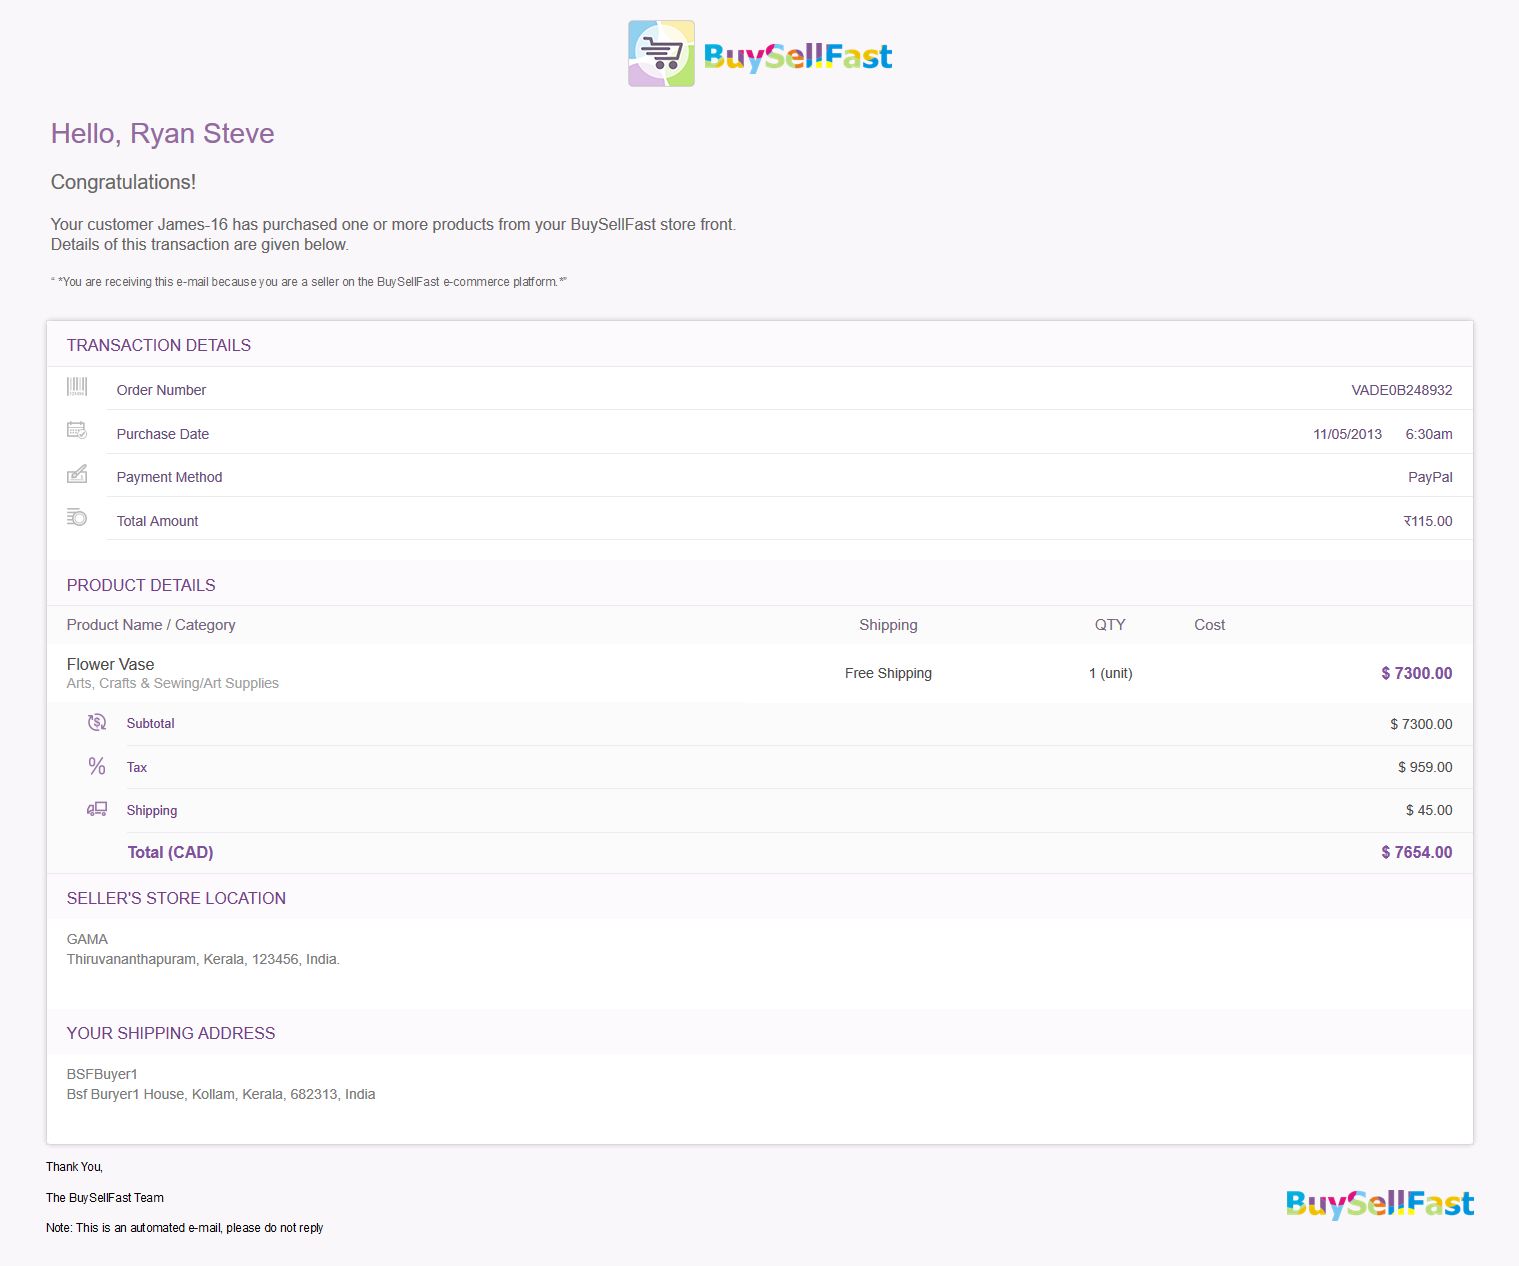 BuySellFast
Hello, Ryan Steve
Congratulations!
Your customer James-16 has purchased one or more products from your BuySellFast store front.
Details of this transaction are given below.
“ *You are receiving this e-mail because you are a seller on the BuySellFast e-commerce platform.*”
TRANSACTION DETAILS
Order Number VADE0B248932
Purchase Date 11/05/2013 6:30am
Payment Method PayPal
Total Amount ₹115.00
PRODUCT DETAILS
Product Name / Category Shipping QTY Cost
Flower Vase
Arts, Crafts & Sewing/Art Supplies
Free Shipping 1 (unit) $ 7300.00
Subtotal $ 7300.00
Tax $ 959.00
Shipping $ 45.00
Total (CAD) $ 7654.00
SELLER'S STORE LOCATION
GAMA
Thiruvananthapuram, Kerala, 123456, India.
YOUR SHIPPING ADDRESS
BSFBuyer1
Bsf Buryer1 House, Kollam, Kerala, 682313, India
Thank You,
The BuySellFast Team
BuySellFast
Note: This is an automated e-mail, please do not reply